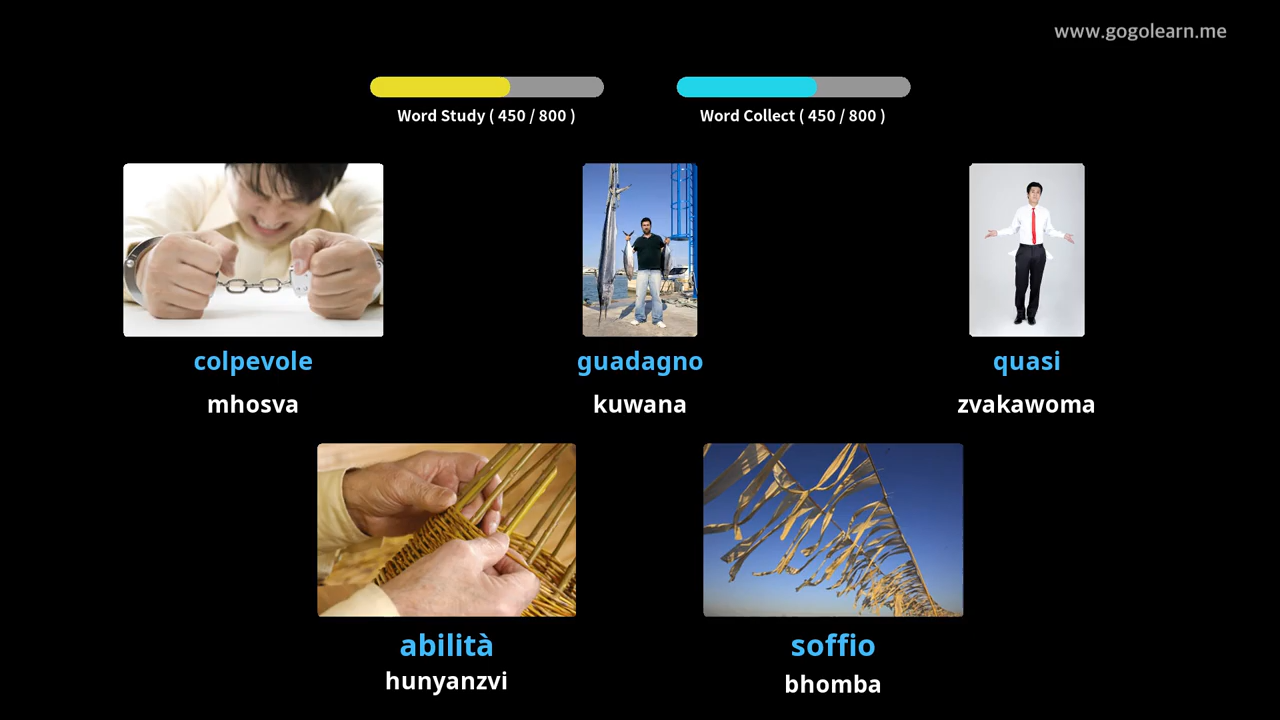 www.gogolearn.me
Word Study ( 450 / 800 )
Word Collect ( 450 / 800 )
colpevole
mhosva
guadagno
kuwana
quasi
zvakawoma
abilità
hunyanzvi
soffio
bhomba